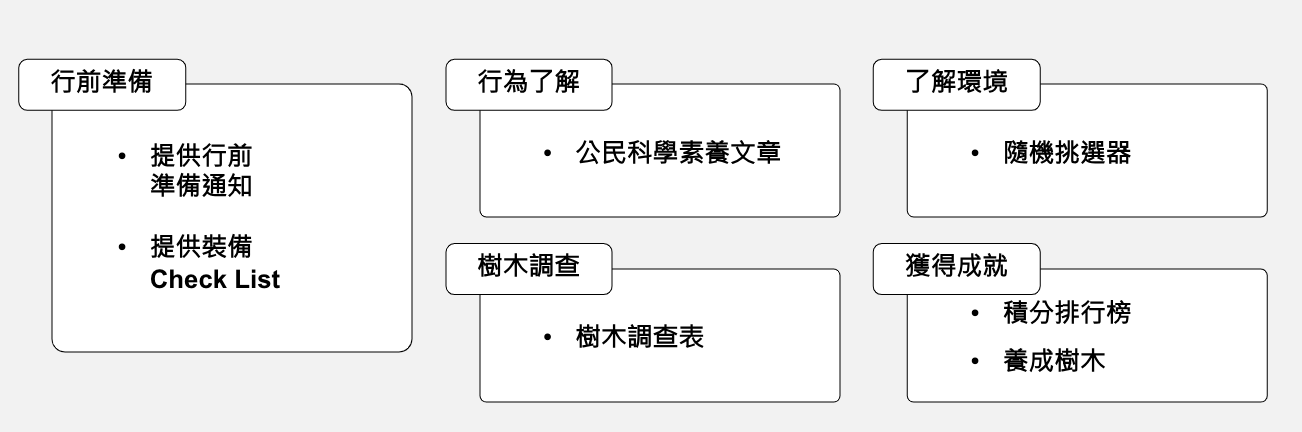 行前準備
• 提供行前
準備通知
• 提供裝備
Check List
行為了解
• 公民科學素養文章
了解環境
• 隨機挑選器
樹木調查
• 樹木調查表
獲得成就
• 積分排行榜
• 養成樹木